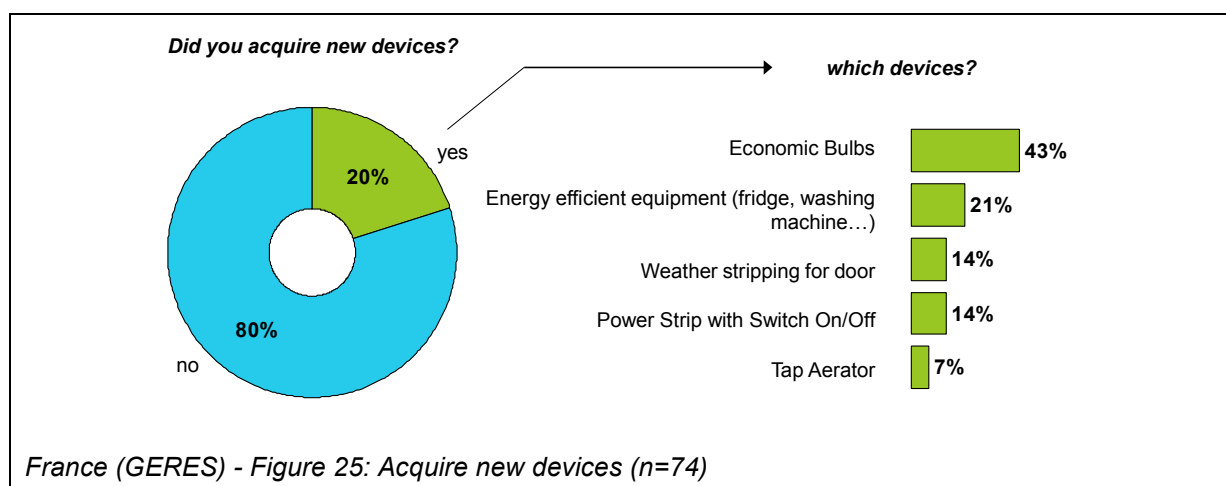 Did you acquire new devices?
which devices?
yes
20%
80%
no
Economic Bulbs
43%
Energy efficient equipment (fridge, washing
machine…)
21%
Weather stripping for door
14%
Power Strip with Switch On/Off
14%
Tap Aerator
7%
France (GERES) - Figure 25: Acquire new devices (n=74)